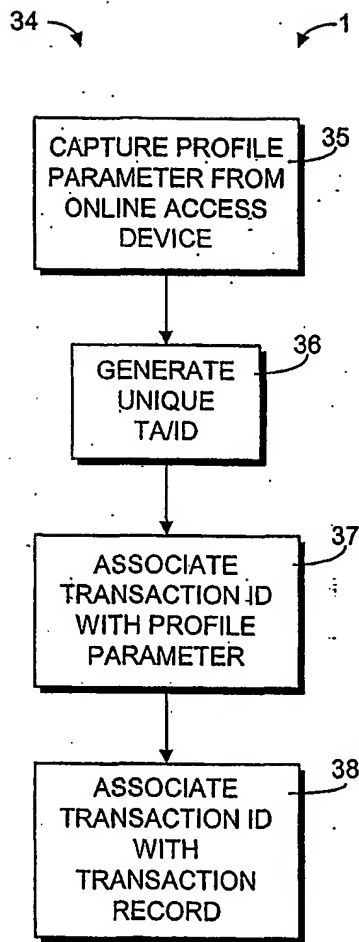 34
1
35
CAPTURE PROFILE
PARAMETER FROM
ONLINE ACCESS
DEVICE
36
GENERATE
UNIQUE
TA/ID
37
ASSOCIATE
TRANSACTION ID
WITH PROFILE
PARAMETER
38
ASSOCIATE
TRANSACTION ID
WITH
TRANSACTION
RECORD